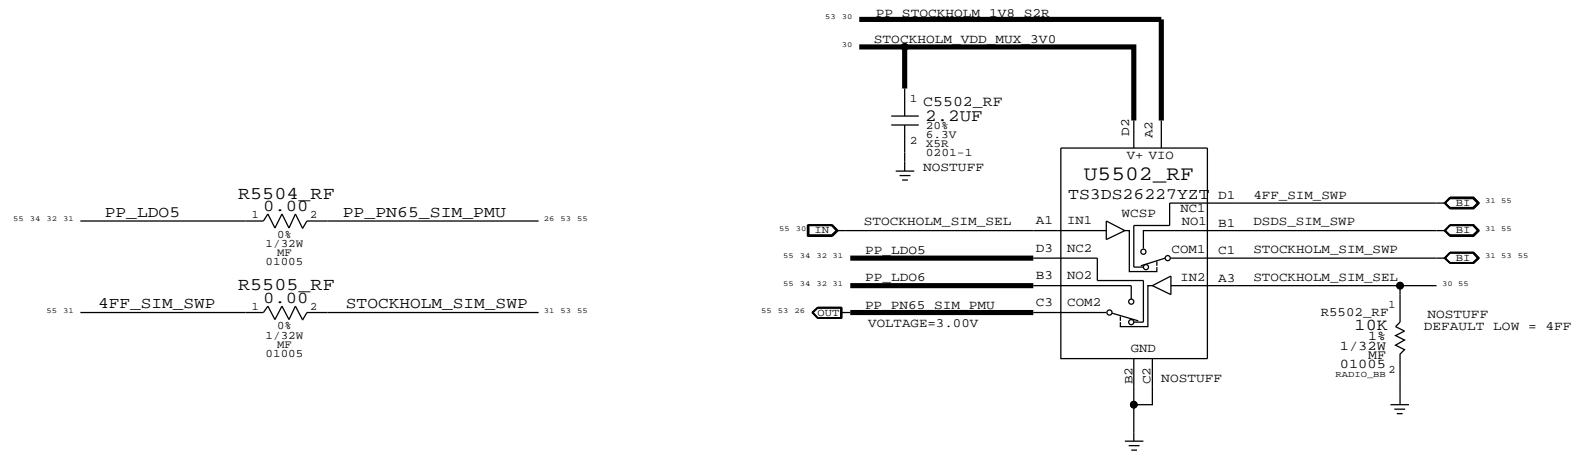 53 30 PP_STOCKHOLM_1V8_S2R
30 STOCKHOLM_VDD_MUX_3V0
1 C5502_RF
2.2UF
20%
6.3V
2 X5R
0201-1
NOSTUFF
D2 A2
V+ VIO
U5502_RF
TS3DS26227YZT
WCSP
55 30 IN STOCKHOLM_SIM_SEL A1 IN1
55 34 32 31 PP_LDO5 D3 NC2
55 34 32 31 PP_LDO6 B3 NO2
55 53 26 OUT PP_PN65_SIM_PMU C3 COM2
VOLTAGE=3.00V
NC1 D1 4FF_SIM_SWP BI 31 55
NO1 B1 DSDS_SIM_SWP BI 31 55
COM1 C1 STOCKHOLM_SIM_SWP BI 31 53 55
IN2 A3 STOCKHOLM_SIM_SEL 30 55
GND
B2 C2 NOSTUFF
R5502_RF 1
10K
1%
1/32W
MF
01005 2
RADIO_BB
NOSTUFF
DEFAULT LOW = 4FF
R5504_RF
0.00
55 34 32 31 PP_LDO5 1 2 PP_PN65_SIM_PMU 26 53 55
0%
1/32W
MF
01005
R5505_RF
0.00
55 31 4FF_SIM_SWP 1 2 STOCKHOLM_SIM_SWP 31 53 55
0%
1/32W
MF
01005